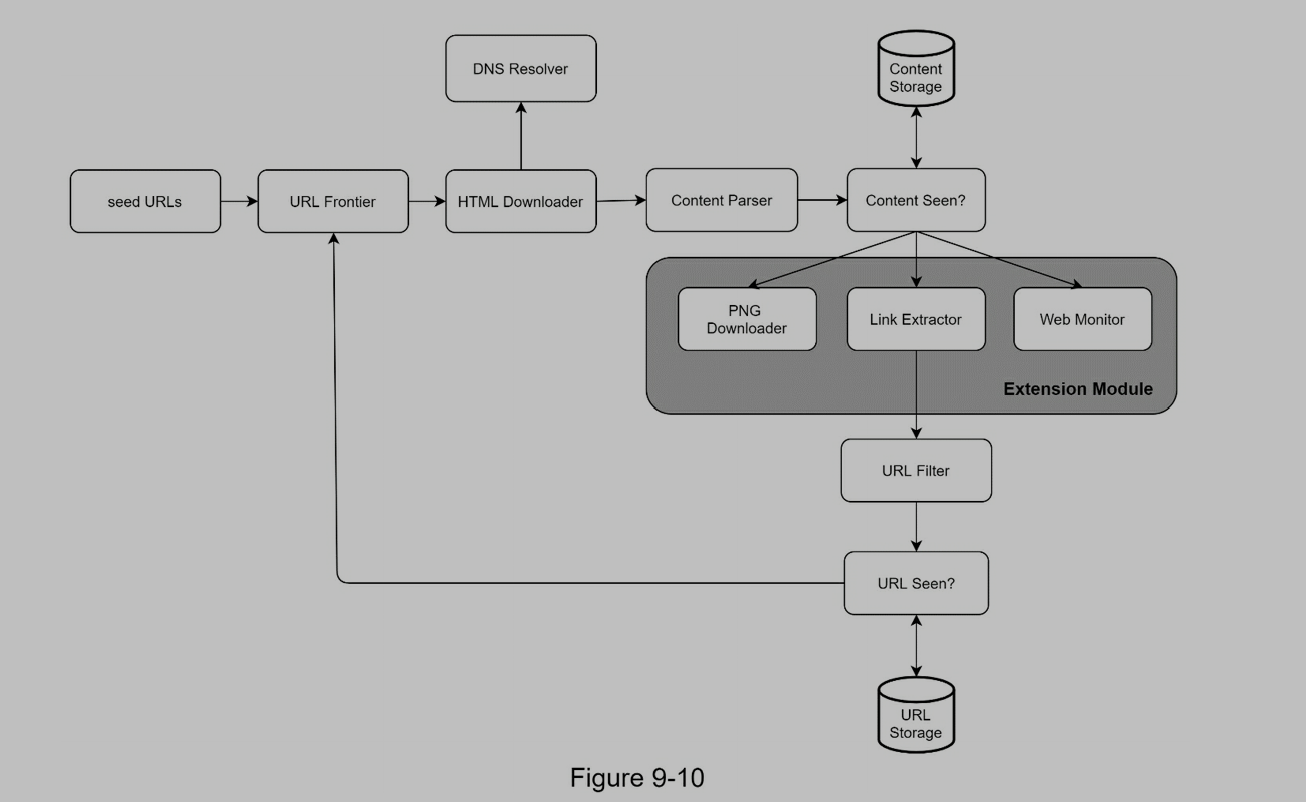 DNS Resolver
Content
Storage
seed URLs
URL Frontier
HTML Downloader
Content Parser
Content Seen?
PNG
Downloader
Link Extractor
Web Monitor
Extension Module
URL Filter
URL Seen?
URL
Storage
Figure 9-10